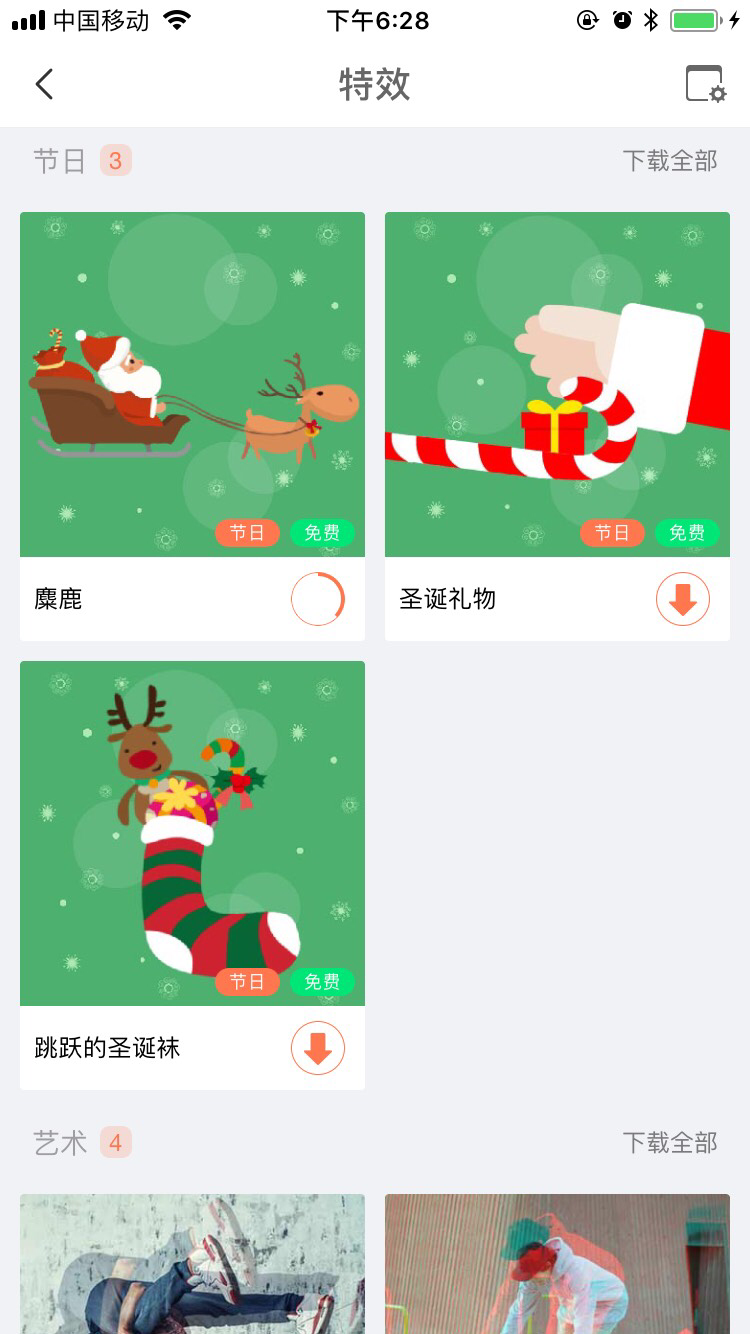 中国移动 下午6:28
特效
节日 3 下载全部
节日 免费
节日 免费
麋鹿
圣诞礼物
节日 免费
跳跃的圣诞袜
艺术 4 下载全部